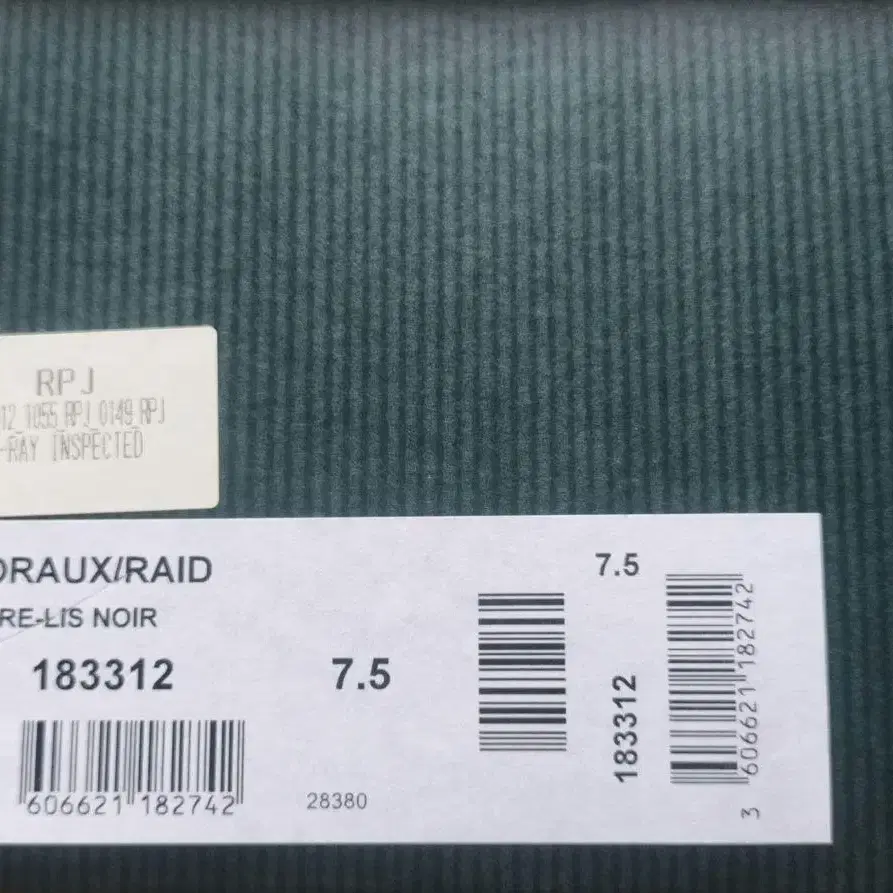 RPJ
12_1055_RPJ_0149_RPJ
-RAY INSPECTED
ORAUX/RAID
RE-LIS NOIR
183312
7.5
606621 182742
28380
7.5
183312
3 606621 182742